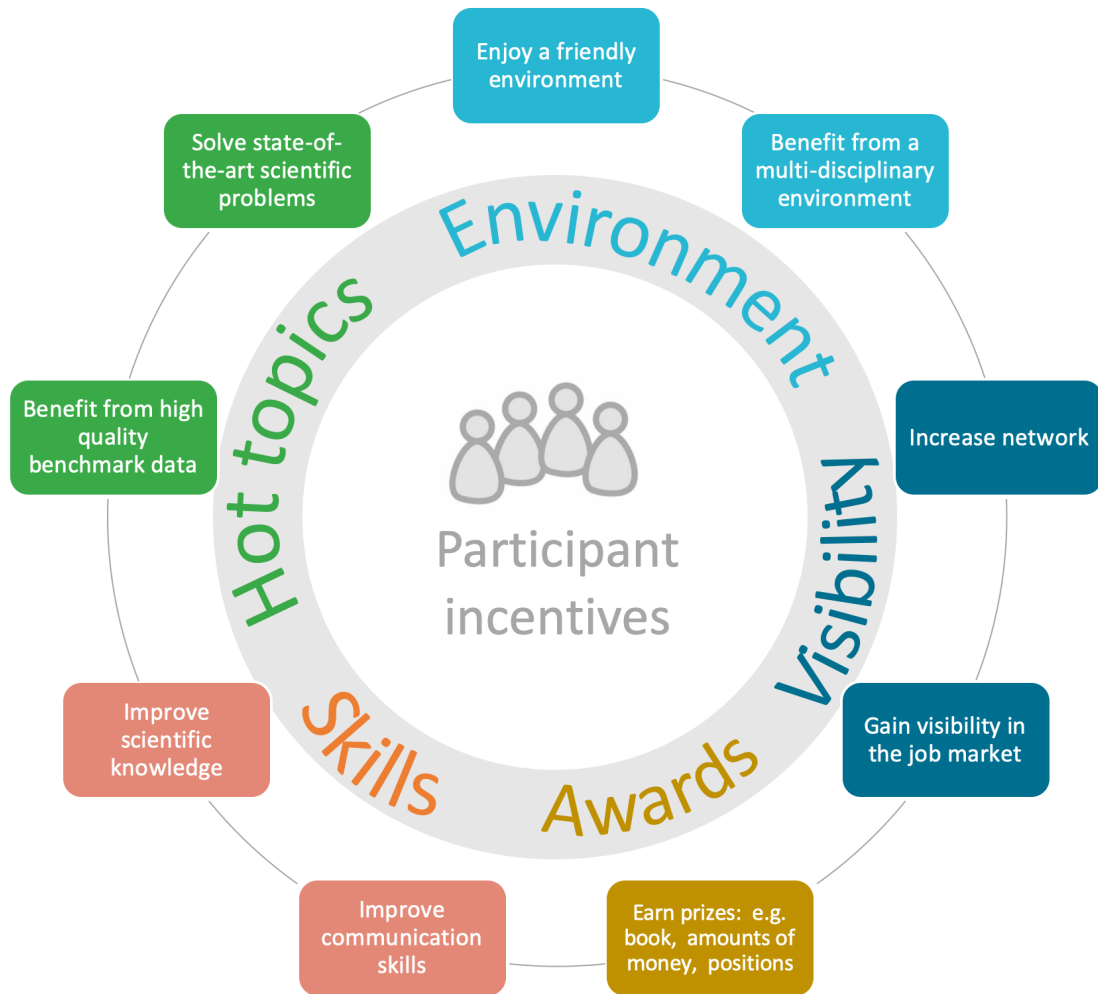 Enjoy a friendly
environment
Benefit from a
multi-disciplinary
environment
Increase network
Gain visibility in
the job market
Earn prizes:  e.g.
book,  amounts of
money,  positions
Improve
communication
skills
Improve
scientific
knowledge
Benefit from high
quality
benchmark data
Solve state-of-
the-art scientific
problems
Environment
Visibility
Awards
Skills
Hot topics
Participant
incentives